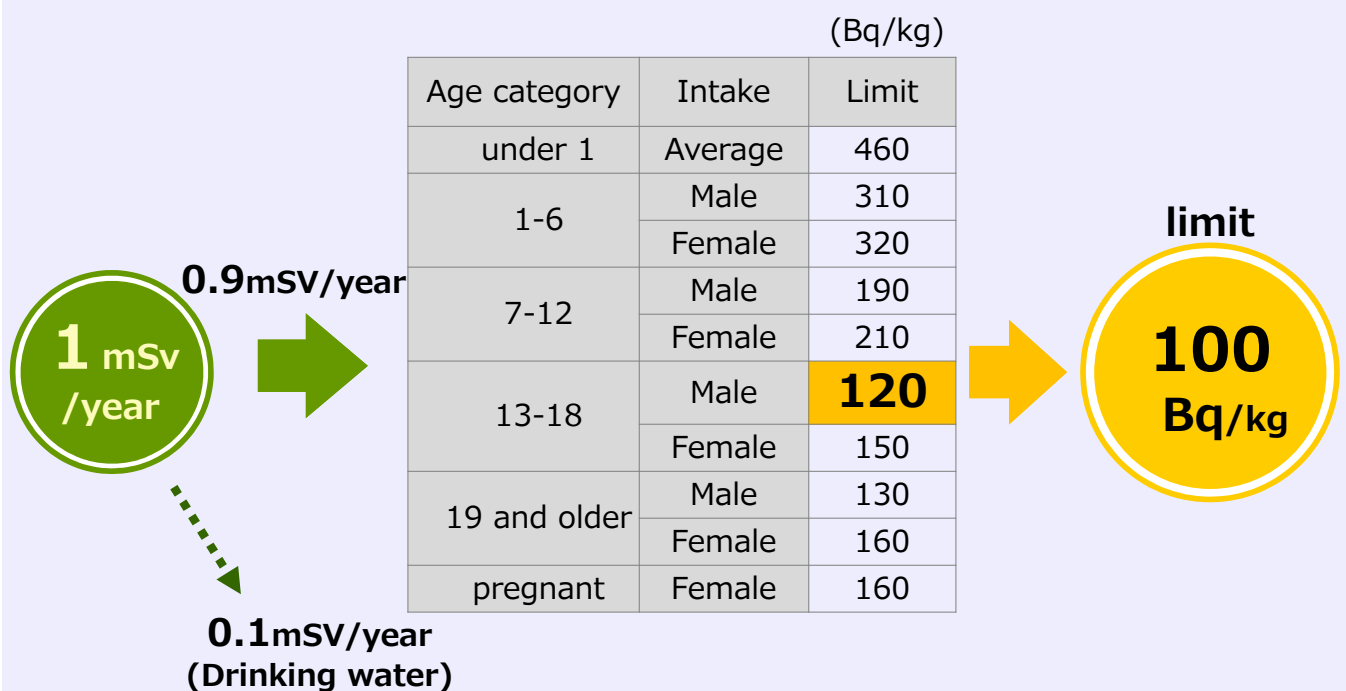 (Bq/kg)
Age category Intake Limit
under 1 Average 460
1-6 Male 310
Female 320
7-12 Male 190
Female 210
13-18 Male 120
Female 150
19 and older Male 130
Female 160
pregnant Female 160
1 mSv
/year
0.9mSV/year
0.1mSV/year
(Drinking water)
limit
100
Bq/kg